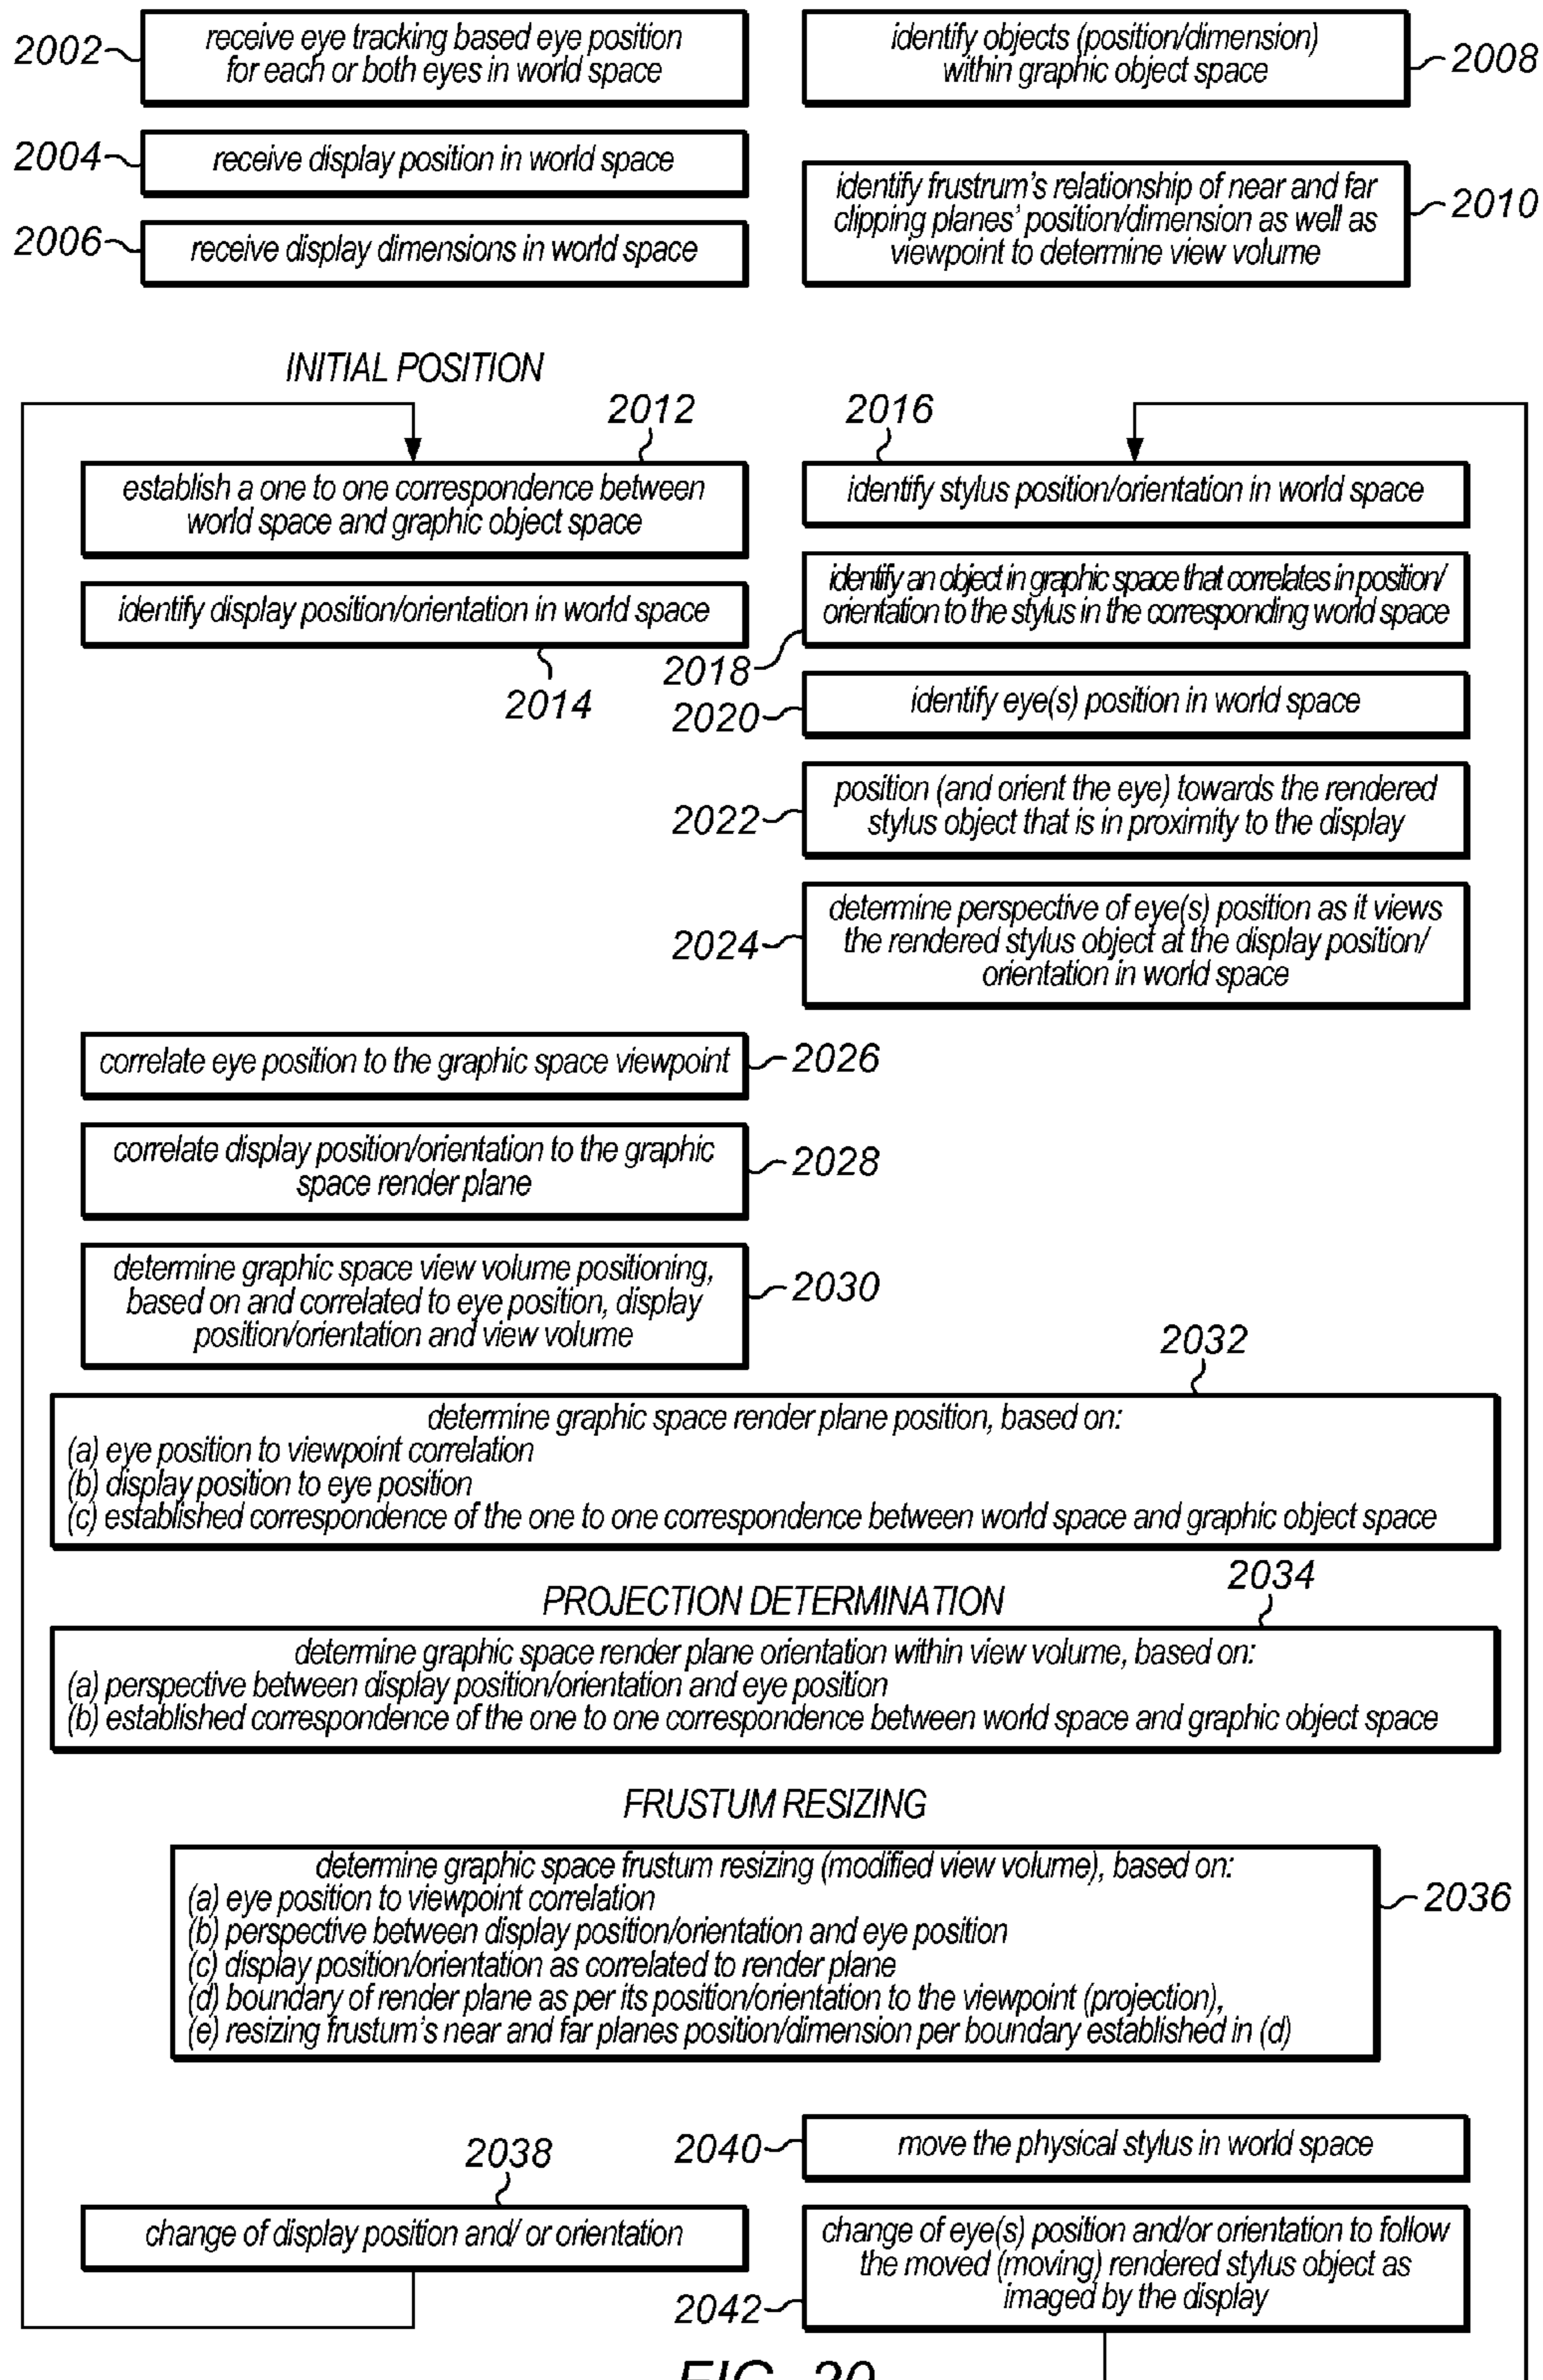 2002
receive eye tracking based eye position
for each or both eyes in world space
identify objects (position/dimension)
within graphic object space
2008
2004
receive display position in world space
2006
receive display dimensions in world space
identify frustrum's relationship of near and far
clipping planes' position/dimension as well as
viewpoint to determine view volume
2010
INITIAL POSITION
2012
establish a one to one correspondence between
world space and graphic object space
identify display position/orientation in world space
2014
2016
identify stylus position/orientation in world space
identify an object in graphic space that correlates in position/
orientation to the stylus in the corresponding world space
2018
2020
identify eye(s) position in world space
2022
position (and orient the eye) towards the rendered
stylus object that is in proximity to the display
2024
determine perspective of eye(s) position as it views
the rendered stylus object at the display position/
orientation in world space
correlate eye position to the graphic space viewpoint
2026
correlate display position/orientation to the graphic
space render plane
2028
determine graphic space view volume positioning,
based on and correlated to eye position, display
position/orientation and view volume
2030
2032
determine graphic space render plane position, based on:
(a) eye position to viewpoint correlation
(b) display position to eye position
(c) established correspondence of the one to one correspondence between world space and graphic object space
PROJECTION DETERMINATION
2034
determine graphic space render plane orientation within view volume, based on:
(a) perspective between display position/orientation and eye position
(b) established correspondence of the one to one correspondence between world space and graphic object space
FRUSTUM RESIZING
determine graphic space frustum resizing (modified view volume), based on:
(a) eye position to viewpoint correlation
(b) perspective between display position/orientation and eye position
(c) display position/orientation as correlated to render plane
(d) boundary of render plane as per its position/orientation to the viewpoint (projection),
(e) resizing frustum's near and far planes position/dimension per boundary established in (d)
2036
2038
change of display position and/ or orientation
2040
move the physical stylus in world space
change of eye(s) position and/or orientation to follow
the moved (moving) rendered stylus object as
imaged by the display
2042
FIG. 20